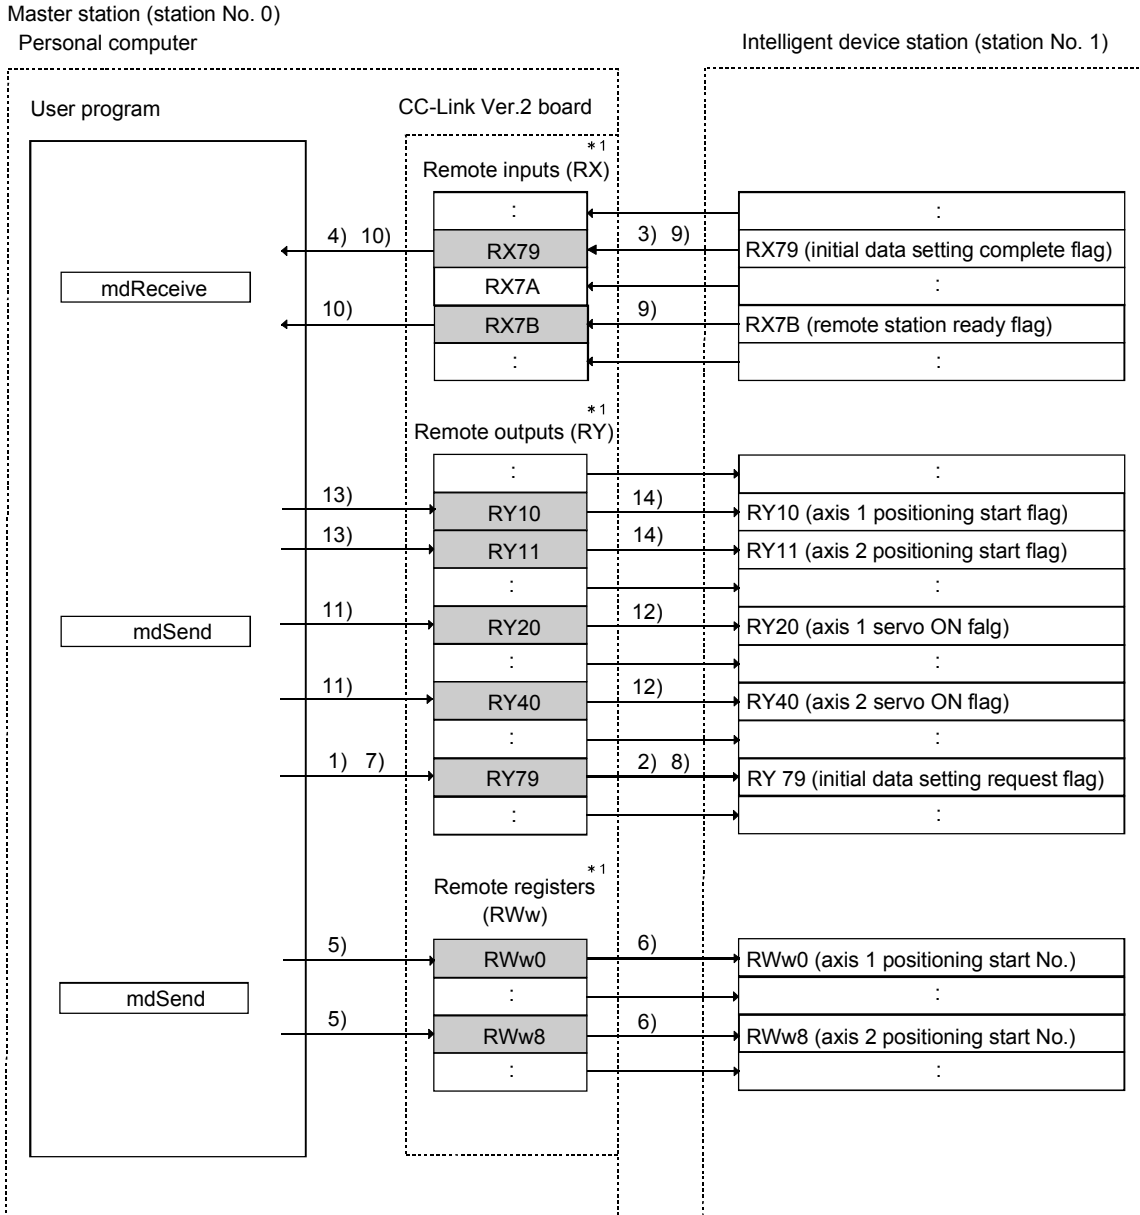 Master station (station No. 0)
Personal computer
Intelligent device station (station No. 1)
User program
CC-Link Ver.2 board
*1
Remote inputs (RX)
:
:
4) 10)
RX79
3) 9)
RX79 (initial data setting complete flag)
mdReceive
RX7A
:
10)
RX7B
9)
RX7B (remote station ready flag)
:
:
*1
Remote outputs (RY)
:
:
13)
RY10
14)
RY10 (axis 1 positioning start flag)
13)
RY11
14)
RY11 (axis 2 positioning start flag)
:
:
11)
mdSend
RY20
12)
RY20 (axis 1 servo ON falg)
:
:
11)
RY40
12)
RY40 (axis 2 servo ON flag)
:
:
1) 7)
RY79
2) 8)
RY 79 (initial data setting request flag)
:
:
*1
Remote registers
(RWw)
5)
RWw0
6)
RWw0 (axis 1 positioning start No.)
mdSend
:
:
5)
RWw8
6)
RWw8 (axis 2 positioning start No.)
:
: